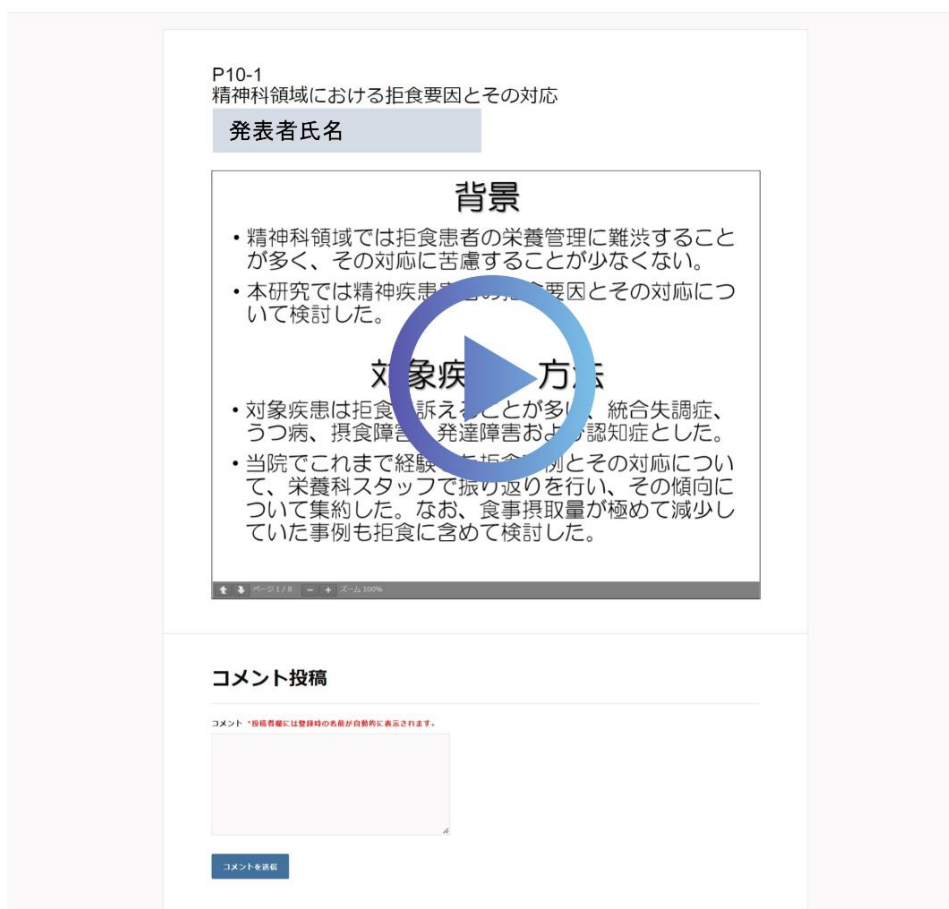 P10-1
精神科領域における拒食要因とその対応
発表者氏名
背景
・精神科領域では拒食患者の栄養管理に難渋すること
が多く、その対応に苦慮することが少なくない。
・本研究では精神疾患 要因とその対応につ
いて検討した。
対象疾 方法
・対象疾患は拒食 訴えることが多い、統合失調症、
うつ病、摂食障害 発達障害および認知症とした。
・当院でこれまで経験 拒食 例とその対応につい
て、栄養科スタッフで振り返りを行い、その傾向に
ついて集約した。なお、食事摂取量が極めて減少し
ていた事例も拒食に含めて検討した。
ページ 1 / 8 − + ズーム 100%
コメント投稿
コメント *投稿者欄には登録時の名前が自動的に表示されます。
コメントを送信